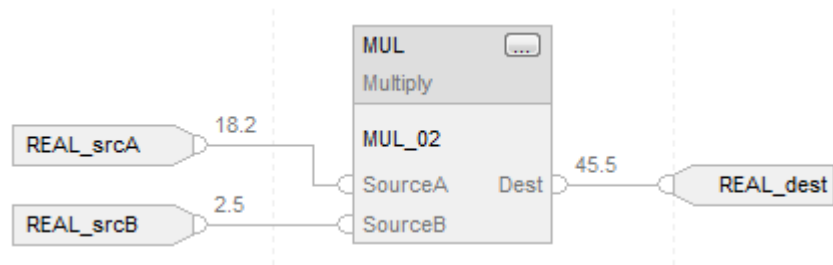 MUL
...
Multiply
18.2
REAL_srcA
MUL_02
45.5
SourceA Dest
REAL_dest
2.5
REAL_srcB
SourceB